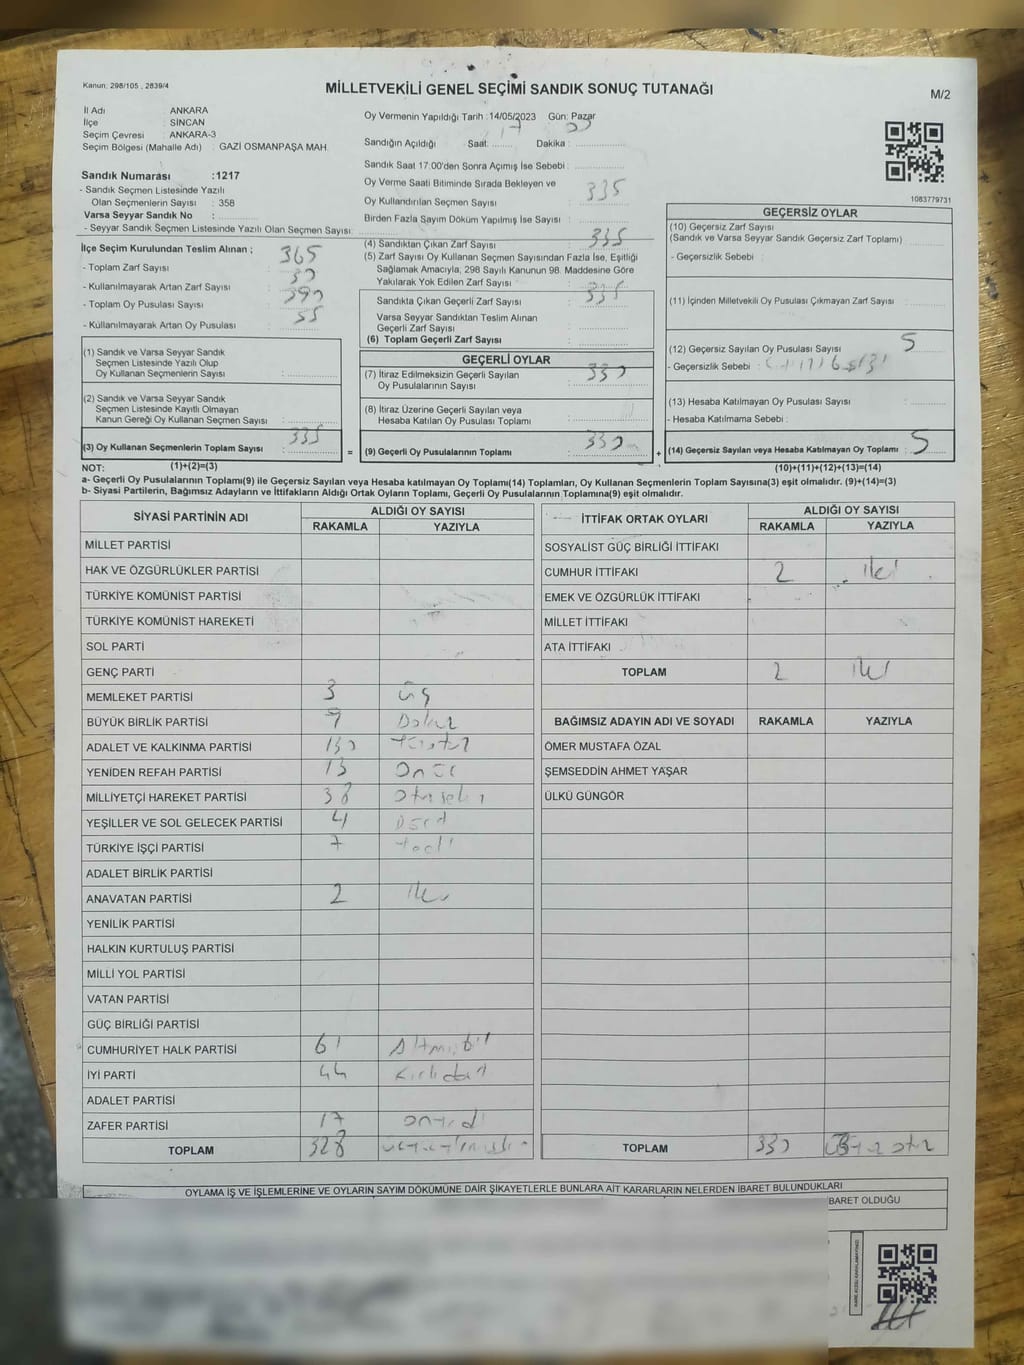 Kanun: 298/105 , 2839/4
MİLLETVEKİLİ GENEL SEÇİMİ SANDIK SONUÇ TUTANAĞI
M/2
İl Adı : ANKARA
İlçe : SİNCAN
Seçim Çevresi : ANKARA-3
Seçim Bölgesi (Mahalle Adı) : GAZİ OSMANPAŞA MAH.
Sandık Numarası :1217
- Sandık Seçmen Listesinde Yazılı
Olan Seçmenlerin Sayısı : 358
Varsa Seyyar Sandık No :
- Seyyar Sandık Seçmen Listesinde Yazılı Olan Seçmen Sayısı:
Oy Vermenin Yapıldığı Tarih :14/05/2023 Gün: Pazar
Sandığın Açıldığı Saat: 17 Dakika :
Sandık Saat 17:00'den Sonra Açımış İse Sebebi :
Oy Verme Saati Bitiminde Sırada Bekleyen ve
Oy Kullandırılan Seçmen Sayısı : 335
Birden Fazla Sayım Döküm Yapılmış İse Sayısı :
1083779731
İlçe Seçim Kurulundan Teslim Alınan ;
- Toplam Zarf Sayısı : 365
- Kullanılmayarak Artan Zarf Sayısı : 30
- Toplam Oy Pusulası Sayısı : 390
- Kullanılmayarak Artan Oy Pusulası : 55
(1) Sandık ve Varsa Seyyar Sandık
Seçmen Listesinde Yazılı Olup
Oy Kullanan Seçmenlerin Sayısı :
(2) Sandık ve Varsa Seyyar Sandık
Seçmen Listesinde Kayıtlı Olmayan
Kanun Gereği Oy Kullanan Seçmen Sayısı :
(3) Oy Kullanan Seçmenlerin Toplam Sayısı : 335
(4) Sandıktan Çıkan Zarf Sayısı : 335
(5) Zarf Sayısı Oy Kullanan Seçmen Sayısından Fazla İse, Eşitliği
Sağlamak Amacıyla, 298 Sayılı Kanunun 98. Maddesine Göre
Yakılarak Yok Edilen Zarf Sayısı :
Sandıkta Çıkan Geçerli Zarf Sayısı : 335
Varsa Seyyar Sandıktan Teslim Alınan
Geçerli Zarf Sayısı :
(6) Toplam Geçerli Zarf Sayısı :
GEÇERLİ OYLAR
(7) İtiraz Edilmeksizin Geçerli Sayılan
Oy Pusulalarının Sayısı : 330
(8) İtiraz Üzerine Geçerli Sayılan veya
Hesaba Katılan Oy Pusulası Toplamı :
= (9) Geçerli Oy Pusulalarının Toplamı : 330
GEÇERSİZ OYLAR
(10) Geçersiz Zarf Sayısı
(Sandık ve Varsa Seyyar Sandık Geçersiz Zarf Toplamı)
- Geçersizlik Sebebi :
(11) İçinden Milletvekili Oy Pusulası Çıkmayan Zarf Sayısı :
(12) Geçersiz Sayılan Oy Pusulası Sayısı : 5
- Geçersizlik Sebebi :
(13) Hesaba Katılmayan Oy Pusulası Sayısı :
- Hesaba Katılmama Sebebi :
+ (14) Geçersiz Sayılan veya Hesaba Katılmayan Oy Toplamı : 5
NOT: (1)+(2)=(3)
(10)+(11)+(12)+(13)=(14)
a- Geçerli Oy Pusulalarının Toplamı(9) ile Geçersiz Sayılan veya Hesaba katılmayan Oy Toplamı(14) Toplamları, Oy Kullanan Seçmenlerin Toplam Sayısına(3) eşit olmalıdır. (9)+(14)=(3)
b- Siyasi Partilerin, Bağımsız Adayların ve İttifakların Aldığı Ortak Oyların Toplamı, Geçerli Oy Pusulalarının Toplamına(9) eşit olmalıdır.
SİYASİ PARTİNİN ADI ALDIĞI OY SAYISI
RAKAMLA YAZIYLA
MİLLET PARTİSİ
HAK VE ÖZGÜRLÜKLER PARTİSİ
TÜRKİYE KOMÜNİST PARTİSİ
TÜRKİYE KOMÜNİST HAREKETİ
SOL PARTİ
GENÇ PARTİ
MEMLEKET PARTİSİ 3 üç
BÜYÜK BİRLİK PARTİSİ 9 Dokuz
ADALET VE KALKINMA PARTİSİ 130
YENİDEN REFAH PARTİSİ 13 Onüç
MİLLİYETÇİ HAREKET PARTİSİ 38 Otuzsekiz
YEŞİLLER VE SOL GELECEK PARTİSİ 4 Dört
TÜRKİYE İŞÇİ PARTİSİ 7 Yedi
ADALET BİRLİK PARTİSİ
ANAVATAN PARTİSİ 2 İki
YENİLİK PARTİSİ
HALKIN KURTULUŞ PARTİSİ
MİLLİ YOL PARTİSİ
VATAN PARTİSİ
GÜÇ BİRLİĞİ PARTİSİ
CUMHURİYET HALK PARTİSİ 61 Altmışbir
İYİ PARTİ 44 Kırkdört
ADALET PARTİSİ
ZAFER PARTİSİ 17 Onyedi
TOPLAM 328
İTTİFAK ORTAK OYLARI ALDIĞI OY SAYISI
RAKAMLA YAZIYLA
SOSYALİST GÜÇ BİRLİĞİ İTTİFAKI
CUMHUR İTTİFAKI 2 iki
EMEK VE ÖZGÜRLÜK İTTİFAKI
MİLLET İTTİFAKI
ATA İTTİFAKI
TOPLAM 2 iki
BAĞIMSIZ ADAYIN ADI VE SOYADI RAKAMLA YAZIYLA
ÖMER MUSTAFA ÖZAL
ŞEMSEDDİN AHMET YAŞAR
ÜLKÜ GÜNGÖR
TOPLAM 330 Üçyüz otuz
OYLAMA İŞ VE İŞLEMLERİNE VE OYLARIN SAYIM DÖKÜMÜNE DAİR ŞİKAYETLERLE BUNLARA AİT KARARLARIN NELERDEN İBARET BULUNDUKLARI
BARET OLDUĞU